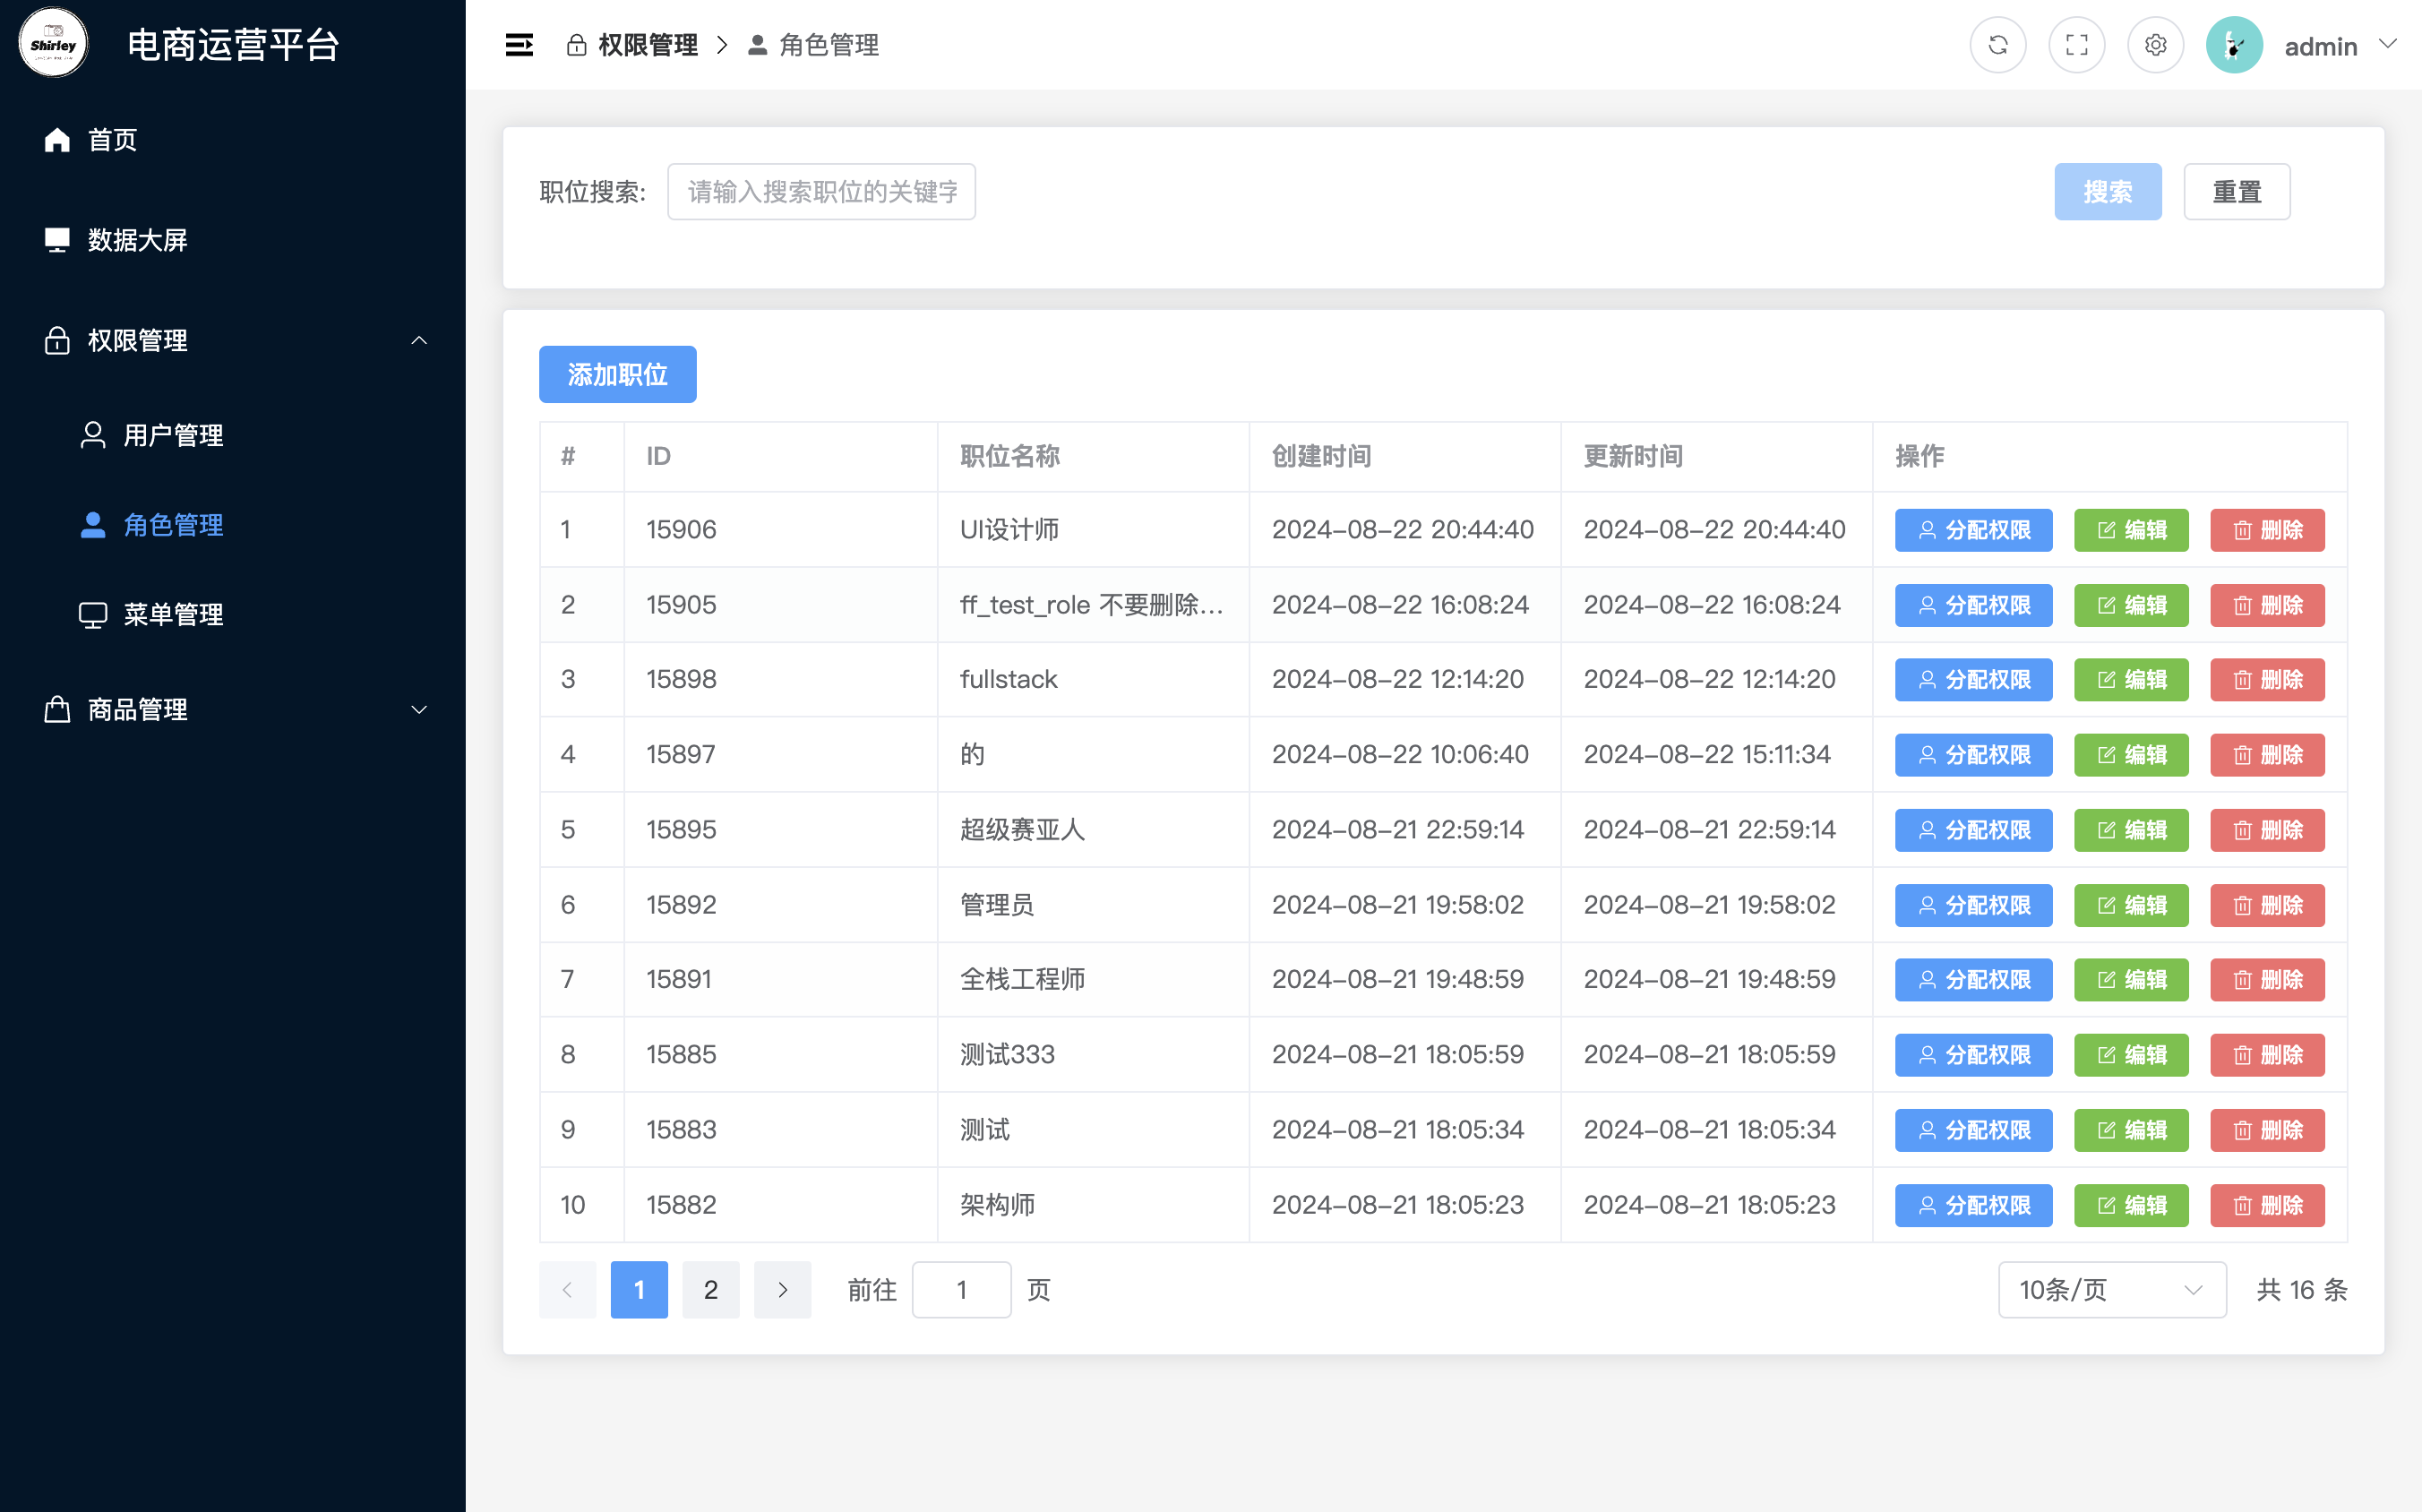 Shirley
电商运营平台
首页
数据大屏
权限管理
用户管理
角色管理
菜单管理
商品管理
权限管理 > 角色管理
admin
职位搜索: 请输入搜索职位的关键字 搜索 重置
添加职位
# ID 职位名称 创建时间 更新时间 操作
1 15906 UI设计师 2024-08-22 20:44:40 2024-08-22 20:44:40 分配权限 编辑 删除
2 15905 ff_test_role 不要删除... 2024-08-22 16:08:24 2024-08-22 16:08:24 分配权限 编辑 删除
3 15898 fullstack 2024-08-22 12:14:20 2024-08-22 12:14:20 分配权限 编辑 删除
4 15897 的 2024-08-22 10:06:40 2024-08-22 15:11:34 分配权限 编辑 删除
5 15895 超级赛亚人 2024-08-21 22:59:14 2024-08-21 22:59:14 分配权限 编辑 删除
6 15892 管理员 2024-08-21 19:58:02 2024-08-21 19:58:02 分配权限 编辑 删除
7 15891 全栈工程师 2024-08-21 19:48:59 2024-08-21 19:48:59 分配权限 编辑 删除
8 15885 测试333 2024-08-21 18:05:59 2024-08-21 18:05:59 分配权限 编辑 删除
9 15883 测试 2024-08-21 18:05:34 2024-08-21 18:05:34 分配权限 编辑 删除
10 15882 架构师 2024-08-21 18:05:23 2024-08-21 18:05:23 分配权限 编辑 删除
1 2 前往 1 页 10条/页 共 16 条